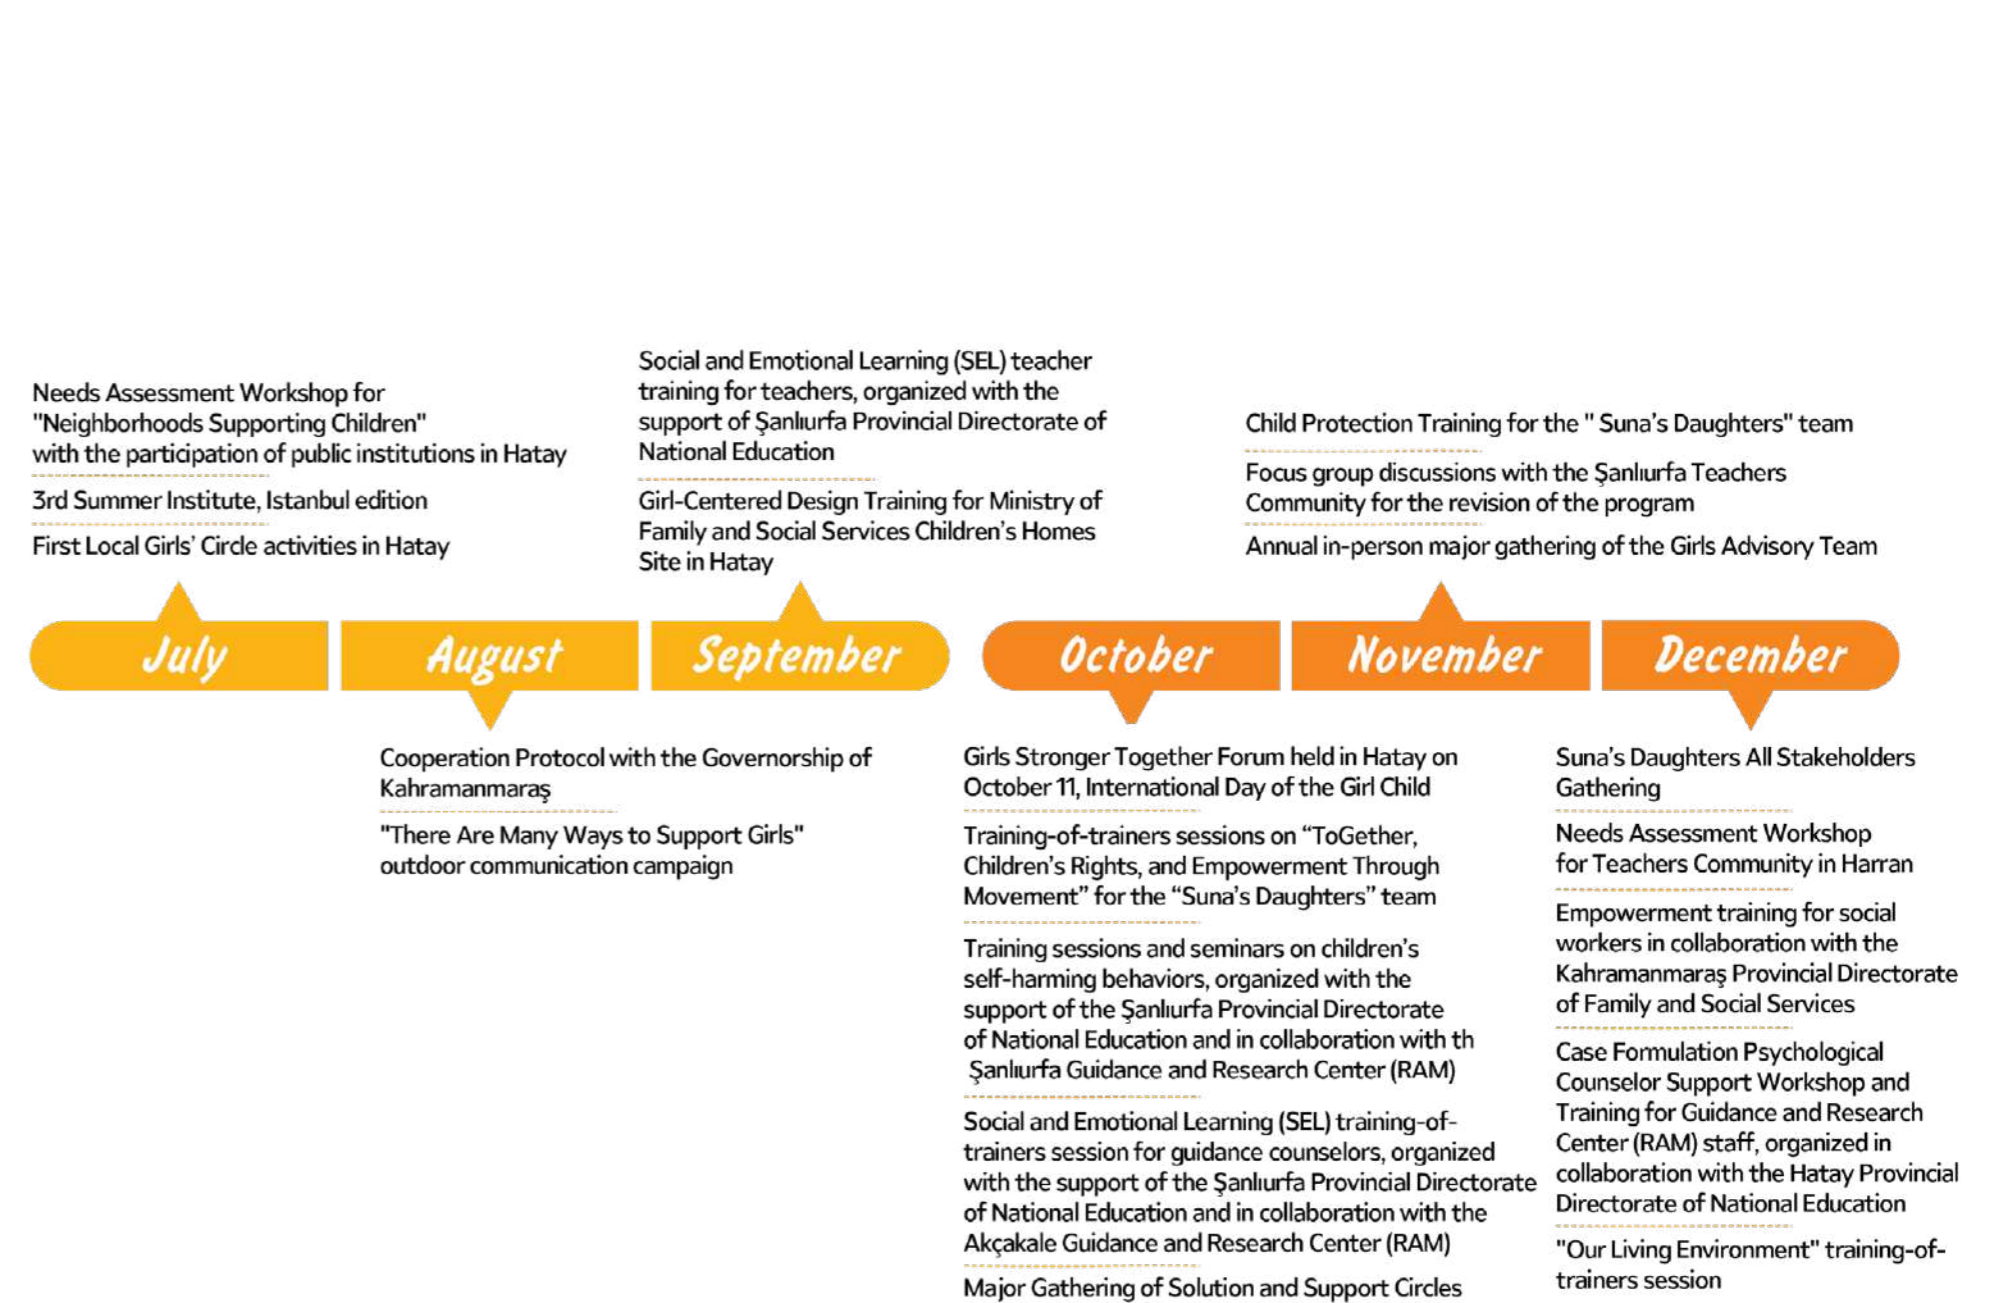 Needs Assessment Workshop for
"Neighborhoods Supporting Children"
with the participation of public institutions in Hatay
3rd Summer Institute, Istanbul edition
First Local Girls' Circle activities in Hatay
Social and Emotional Learning (SEL) teacher
training for teachers, organized with the
support of Şanlıurfa Provincial Directorate of
National Education
Girl-Centered Design Training for Ministry of
Family and Social Services Children's Homes
Site in Hatay
Child Protection Training for the " Suna's Daughters" team
Focus group discussions with the Şanlıurfa Teachers
Community for the revision of the program
Annual in-person major gathering of the Girls Advisory Team
July
August
September
October
November
December
Cooperation Protocol with the Governorship of
Kahramanmaraş
"There Are Many Ways to Support Girls"
outdoor communication campaign
Girls Stronger Together Forum held in Hatay on
October 11, International Day of the Girl Child
Training-of-trainers sessions on “ToGether,
Children's Rights, and Empowerment Through
Movement” for the “Suna's Daughters” team
Training sessions and seminars on children's
self-harming behaviors, organized with the
support of the Şanlıurfa Provincial Directorate
of National Education and in collaboration with th
Şanlıurfa Guidance and Research Center (RAM)
Social and Emotional Learning (SEL) training-of-
trainers session for guidance counselors, organized
with the support of the Şanlıurfa Provincial Directorate
of National Education and in collaboration with the
Akçakale Guidance and Research Center (RAM)
Major Gathering of Solution and Support Circles
Suna's Daughters All Stakeholders
Gathering
Needs Assessment Workshop
for Teachers Community in Harran
Empowerment training for social
workers in collaboration with the
Kahramanmaraş Provincial Directorate
of Family and Social Services
Case Formulation Psychological
Counselor Support Workshop and
Training for Guidance and Research
Center (RAM) staff, organized in
collaboration with the Hatay Provincial
Directorate of National Education
"Our Living Environment" training-of-
trainers session